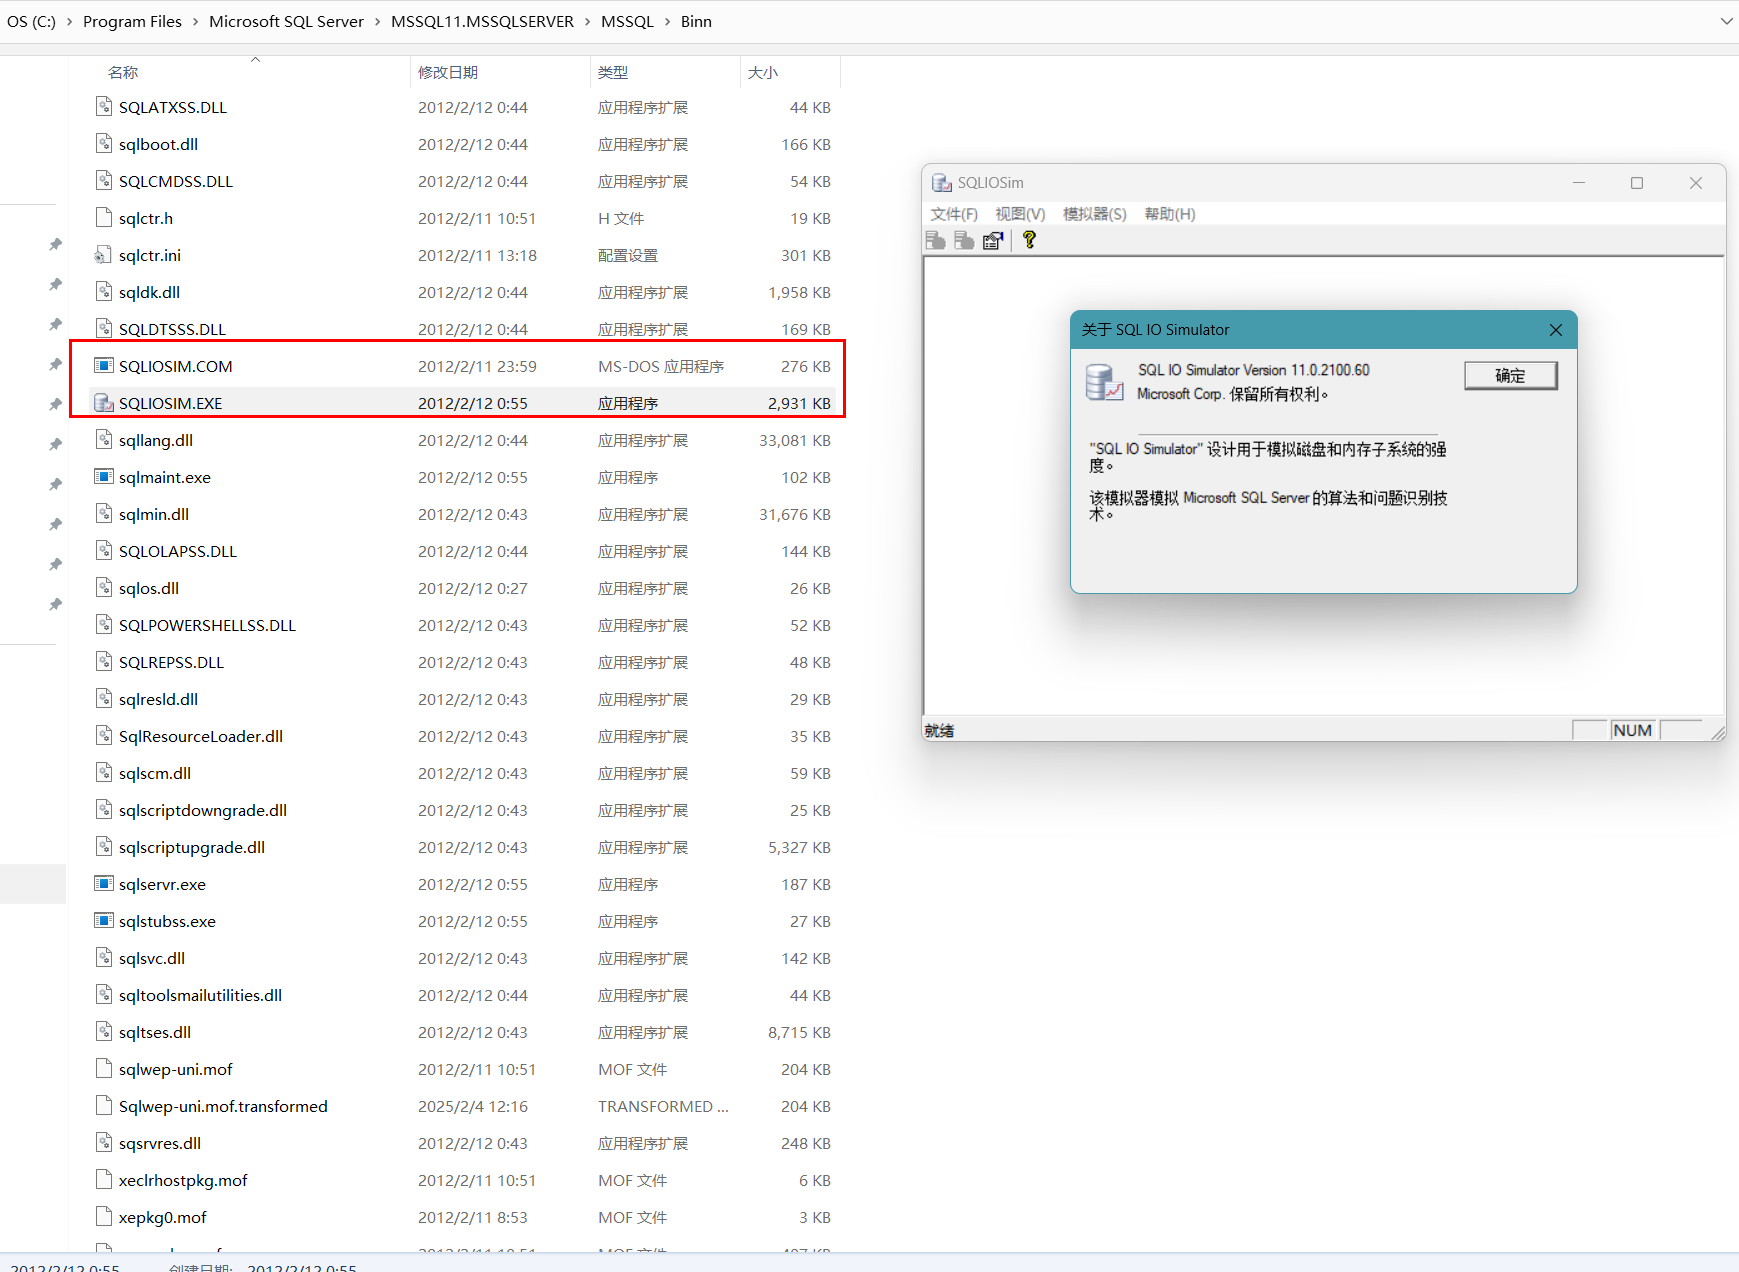 OS (C:) › Program Files › Microsoft SQL Server › MSSQL11.MSSQLSERVER › MSSQL › Binn
名称 修改日期 类型 大小
SQLATXSS.DLL 2012/2/12 0:44 应用程序扩展 44 KB
sqlboot.dll 2012/2/12 0:44 应用程序扩展 166 KB
SQLCMDSS.DLL 2012/2/12 0:44 应用程序扩展 54 KB
sqlctr.h 2012/2/11 10:51 H 文件 19 KB
sqlctr.ini 2012/2/11 13:18 配置设置 301 KB
sqldk.dll 2012/2/12 0:44 应用程序扩展 1,958 KB
SQLDTSSS.DLL 2012/2/12 0:44 应用程序扩展 169 KB
SQLIOSIM.COM 2012/2/11 23:59 MS-DOS 应用程序 276 KB
SQLIOSIM.EXE 2012/2/12 0:55 应用程序 2,931 KB
sqllang.dll 2012/2/12 0:44 应用程序扩展 33,081 KB
sqlmaint.exe 2012/2/12 0:55 应用程序 102 KB
sqlmin.dll 2012/2/12 0:43 应用程序扩展 31,676 KB
SQLOLAPSS.DLL 2012/2/12 0:44 应用程序扩展 144 KB
sqlos.dll 2012/2/12 0:27 应用程序扩展 26 KB
SQLPOWERSHELLSS.DLL 2012/2/12 0:43 应用程序扩展 52 KB
SQLREPSS.DLL 2012/2/12 0:43 应用程序扩展 48 KB
sqlresld.dll 2012/2/12 0:43 应用程序扩展 29 KB
SqlResourceLoader.dll 2012/2/12 0:43 应用程序扩展 35 KB
sqlscm.dll 2012/2/12 0:43 应用程序扩展 59 KB
sqlscriptdowngrade.dll 2012/2/12 0:43 应用程序扩展 25 KB
sqlscriptupgrade.dll 2012/2/12 0:43 应用程序扩展 5,327 KB
sqlservr.exe 2012/2/12 0:55 应用程序 187 KB
sqlstubss.exe 2012/2/12 0:55 应用程序 27 KB
sqlsvc.dll 2012/2/12 0:43 应用程序扩展 142 KB
sqltoolsmailutilities.dll 2012/2/12 0:44 应用程序扩展 44 KB
sqltses.dll 2012/2/12 0:43 应用程序扩展 8,715 KB
sqlwep-uni.mof 2012/2/11 10:51 MOF 文件 204 KB
Sqlwep-uni.mof.transformed 2025/2/4 12:16 TRANSFORMED ... 204 KB
sqsrvres.dll 2012/2/12 0:43 应用程序扩展 248 KB
xeclrhostpkg.mof 2012/2/11 10:51 MOF 文件 6 KB
xepkg0.mof 2012/2/11 8:53 MOF 文件 3 KB
2012/2/12 0:55 创建日期: 2012/2/12 0:55
SQLIOSim
文件(F) 视图(V) 模拟器(S) 帮助(H)
关于 SQL IO Simulator
SQL IO Simulator Version 11.0.2100.60
Microsoft Corp. 保留所有权利。
确定
"SQL IO Simulator" 设计用于模拟磁盘和内存子系统的强
度。
该模拟器模拟 Microsoft SQL Server 的算法和问题识别技
术。
就绪 NUM